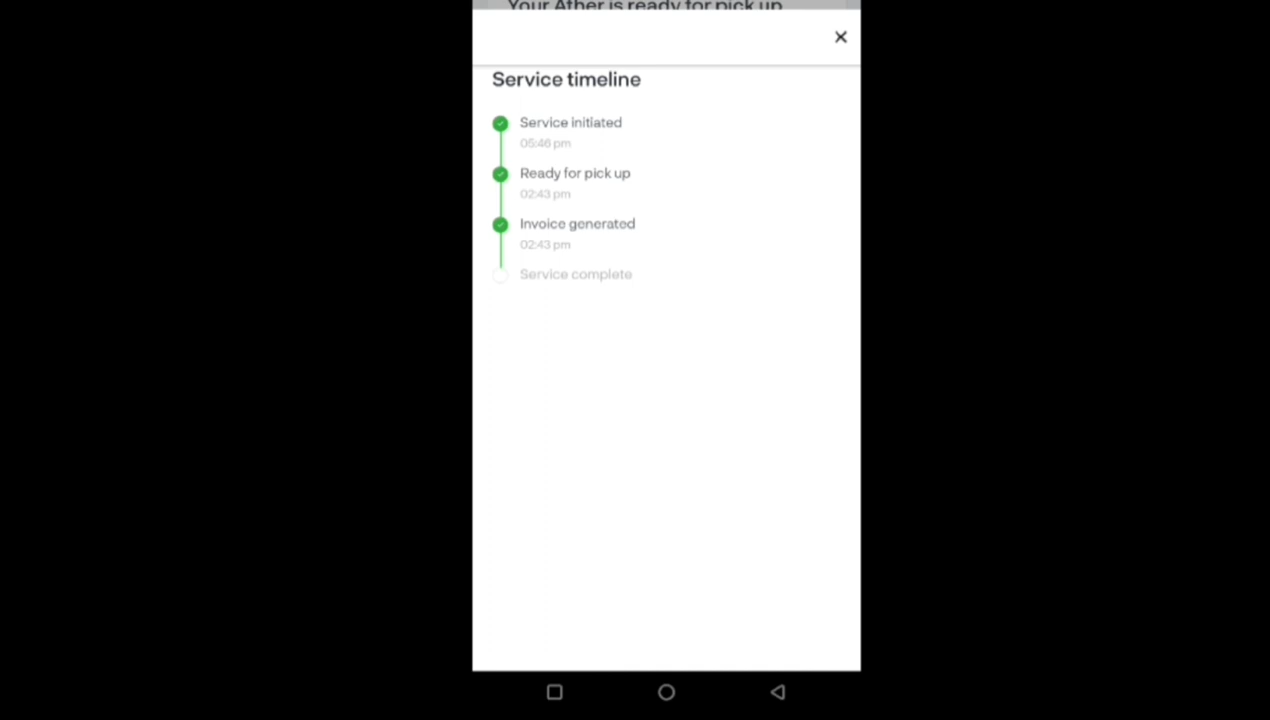 Your Ather is ready for pick up
Service timeline
Service initiated
05:46 pm
Ready for pick up
02:43 pm
Invoice generated
02:43 pm
Service complete